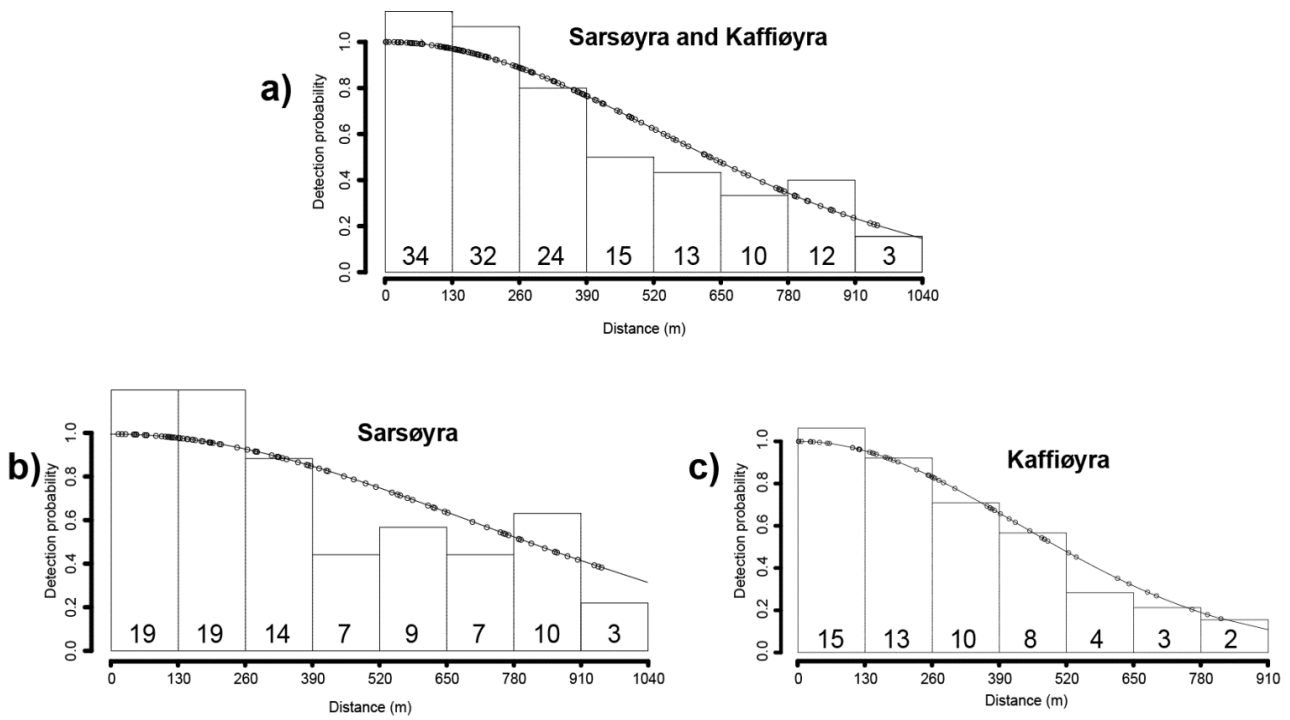 Sarsøyra and Kaffiøyra
a)
Detection probability
1.0
0.8
0.6
0.4
0.2
0.0
34 32 24 15 13 10 12 3
0 130 260 390 520 650 780 910 1040
Distance (m)
Sarsøyra
b)
Detection probability
1.0
0.8
0.6
0.4
0.2
0.0
19 19 14 7 9 7 10 3
0 130 260 390 520 650 780 910 1040
Distance (m)
Kaffiøyra
c)
Detection probability
1.0
0.8
0.6
0.4
0.2
0.0
15 13 10 8 4 3 2
0 130 260 390 520 650 780 910
Distance (m)